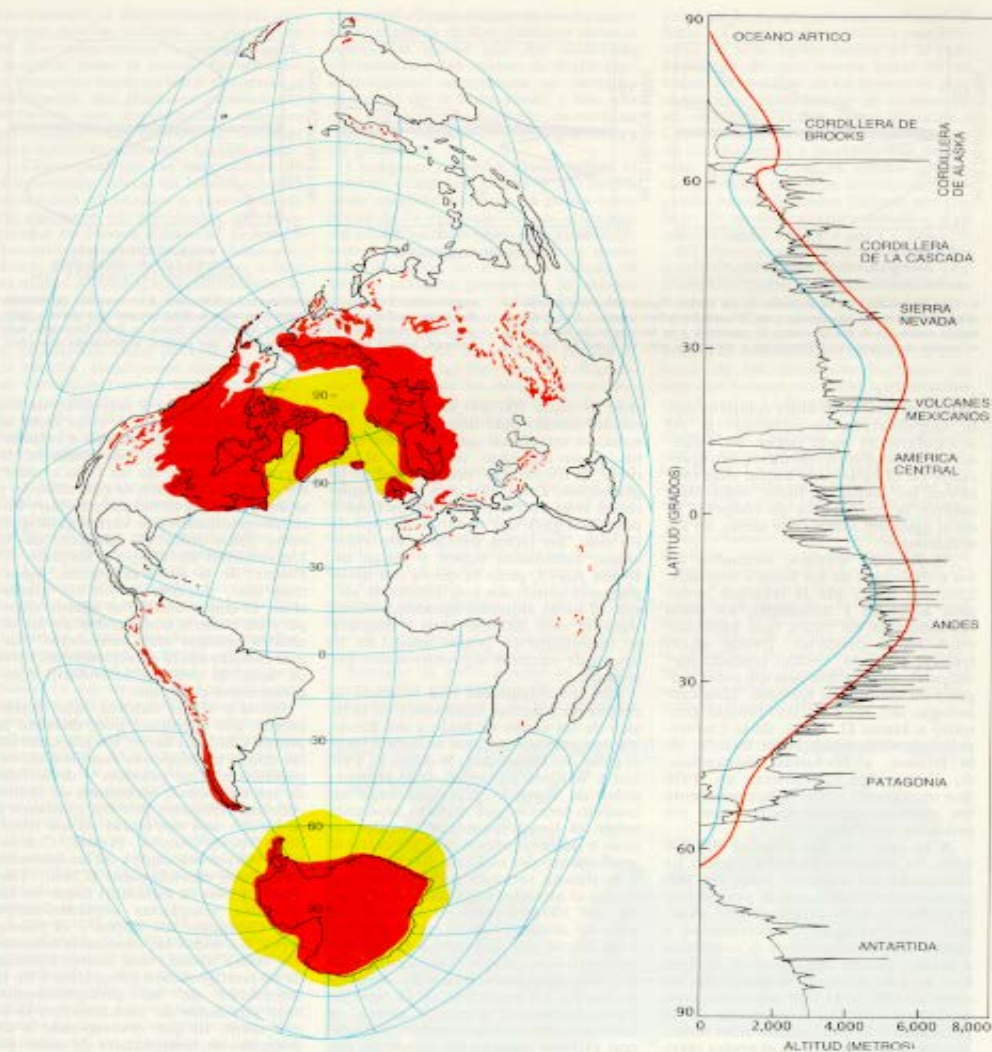 90
60
30
0
30
60
90
90
OCEANO ARTICO
CORDILLERA DE
BROOKS
CORDILLERA
DE ALASKA
60
CORDILLERA
DE LA CASCADA
SIERRA
NEVADA
30
VOLCANES
MEXICANOS
AMERICA
CENTRAL
LATITUD (GRADOS)
0
ANDES
30
PATAGONIA
60
ANTARTIDA
90
0
2,000
4,000
6,000
8,000
ALTITUD (METROS)